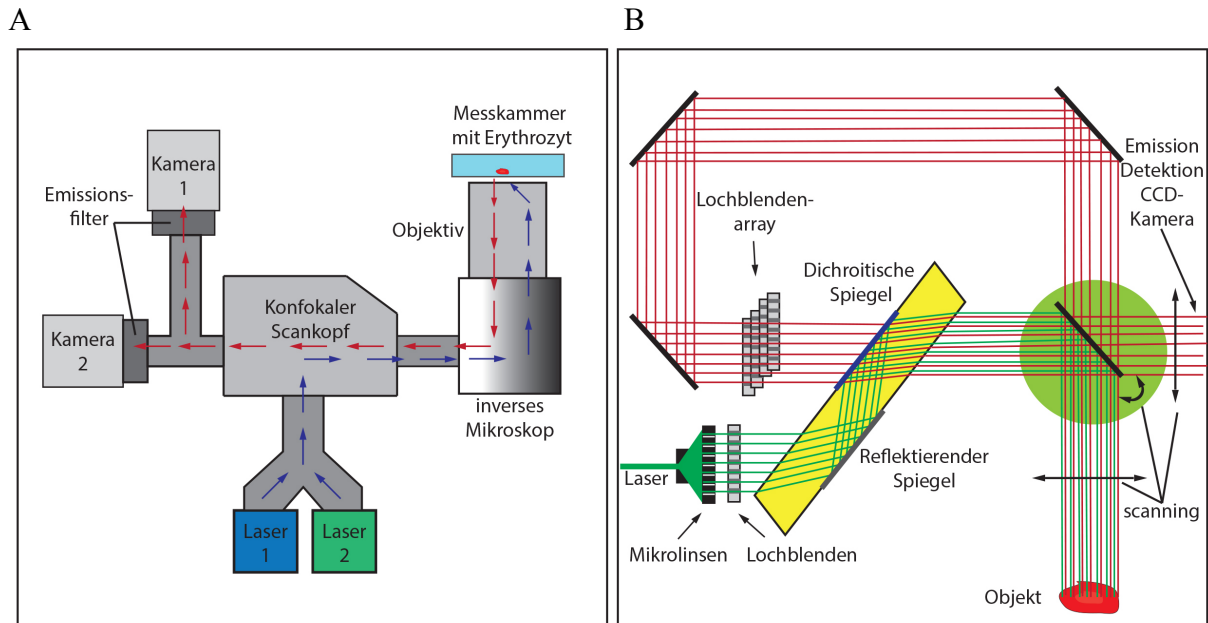 A
Messkammer
mit Erythrozyt
Kamera
1
Emissions-
filter
Objektiv
Konfokaler
Scankopf
Kamera
2
inverses
Mikroskop
Laser
1
Laser
2
B
Emission
Detektion
CCD-
Kamera
Lochblenden-
array
Dichroitische
Spiegel
Laser
Reflektierender
Spiegel
scanning
Mikrolinsen
Lochblenden
Objekt